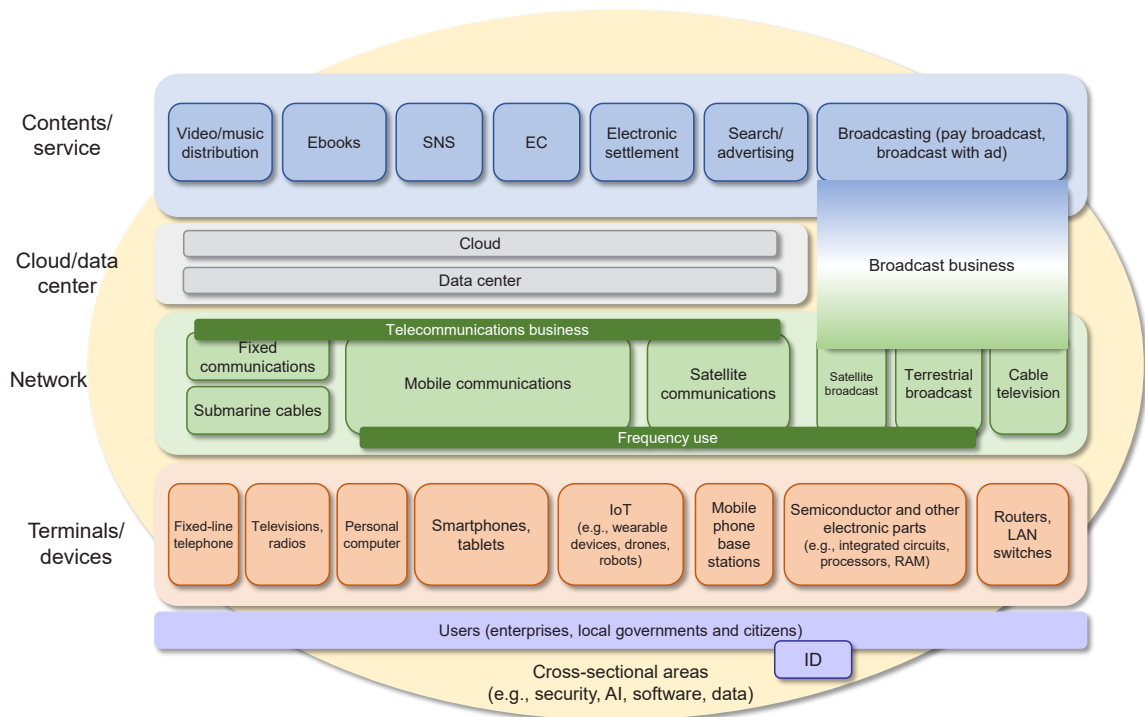 Contents/
service
Video/music
distribution
Ebooks
SNS
EC
Electronic
settlement
Search/
advertising
Broadcasting (pay broadcast,
broadcast with ad)
Cloud/data
center
Cloud
Data center
Broadcast business
Network
Telecommunications business
Fixed
communications
Submarine cables
Mobile communications
Satellite
communications
Satellite
broadcast
Terrestrial
broadcast
Cable
television
Frequency use
Terminals/
devices
Fixed-line
telephone
Televisions,
radios
Personal
computer
Smartphones,
tablets
IoT
(e.g., wearable
devices, drones,
robots)
Mobile
phone
base
stations
Semiconductor and other
electronic parts
(e.g., integrated circuits,
processors, RAM)
Routers,
LAN
switches
Users (enterprises, local governments and citizens)
ID
Cross-sectional areas
(e.g., security, AI, software, data)